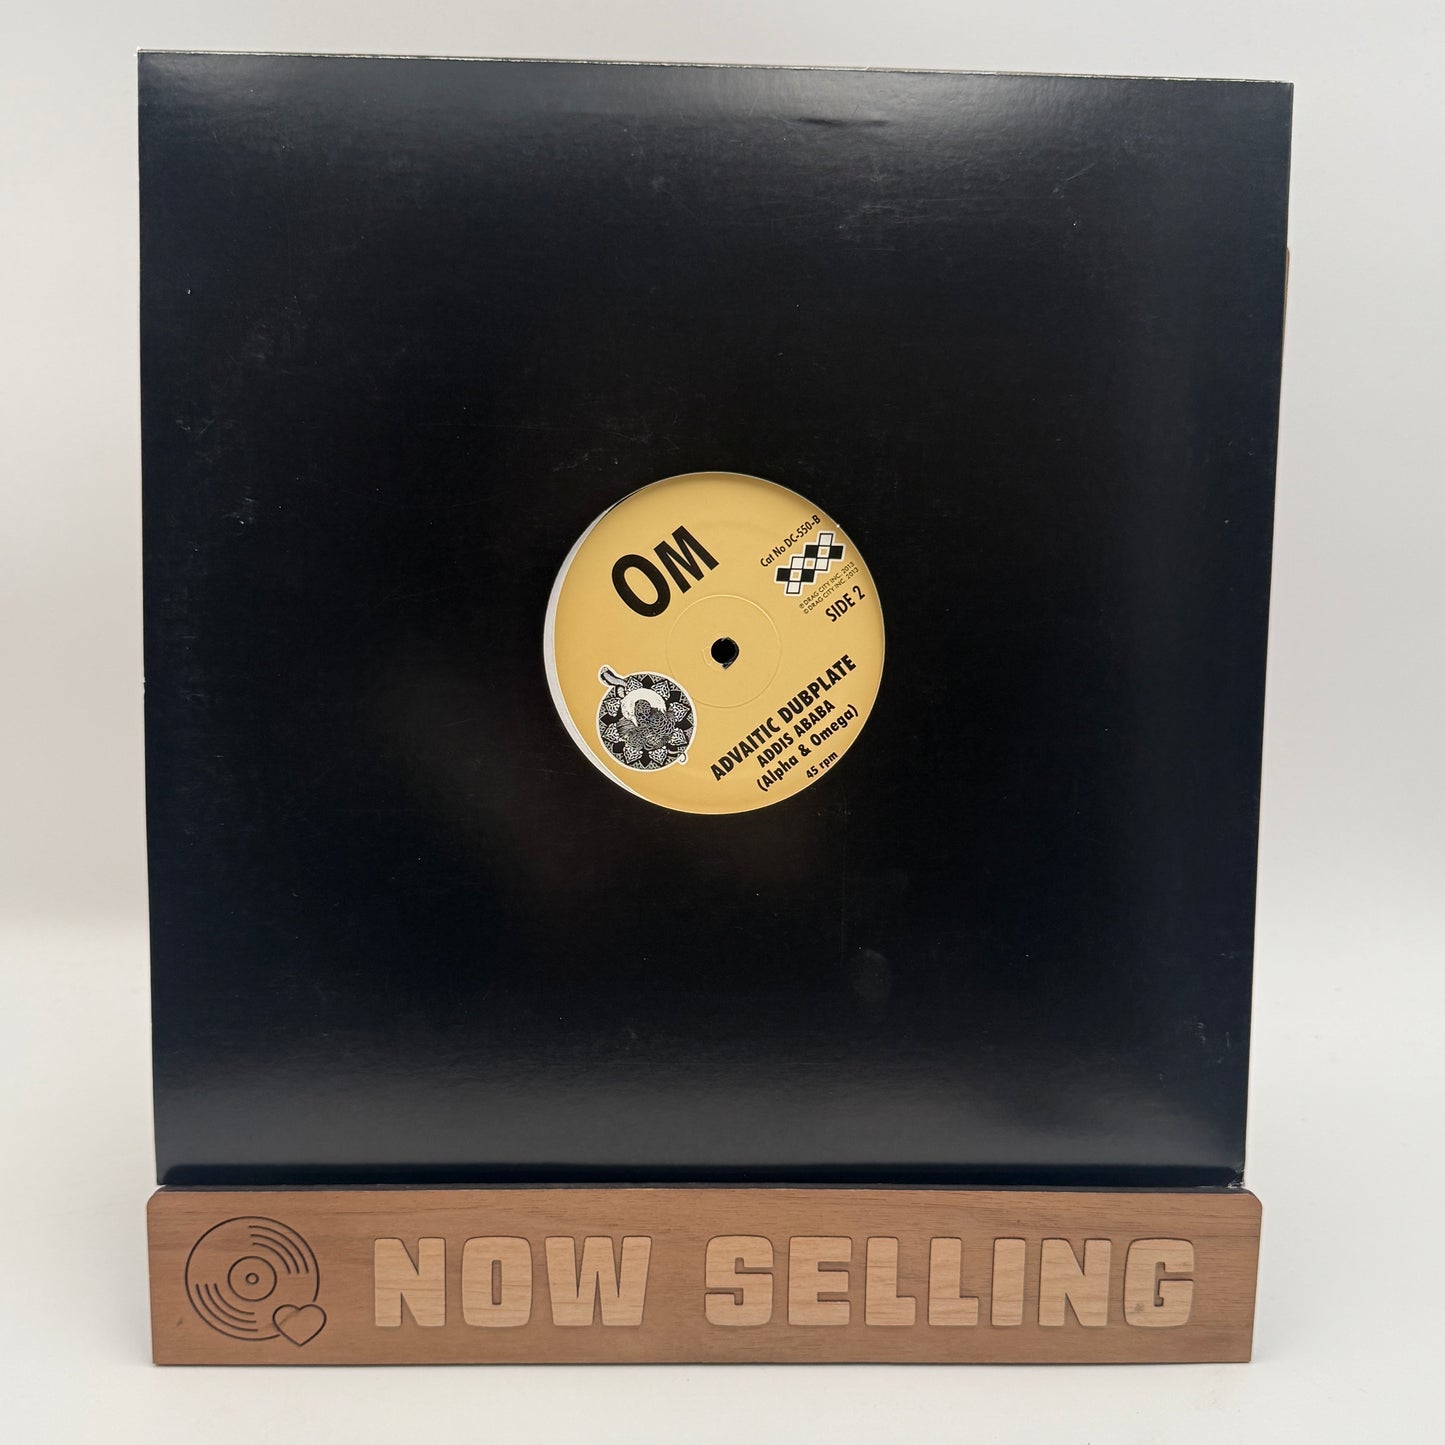 OM
Cat No DC-550-B
℗ DRAG CITY INC. 2013
© DRAG CITY INC. 2013
SIDE 2
ADVAITIC DUBPLATE
ADDIS ABABA
(Alpha & Omega)
45 rpm
NOW SELLING